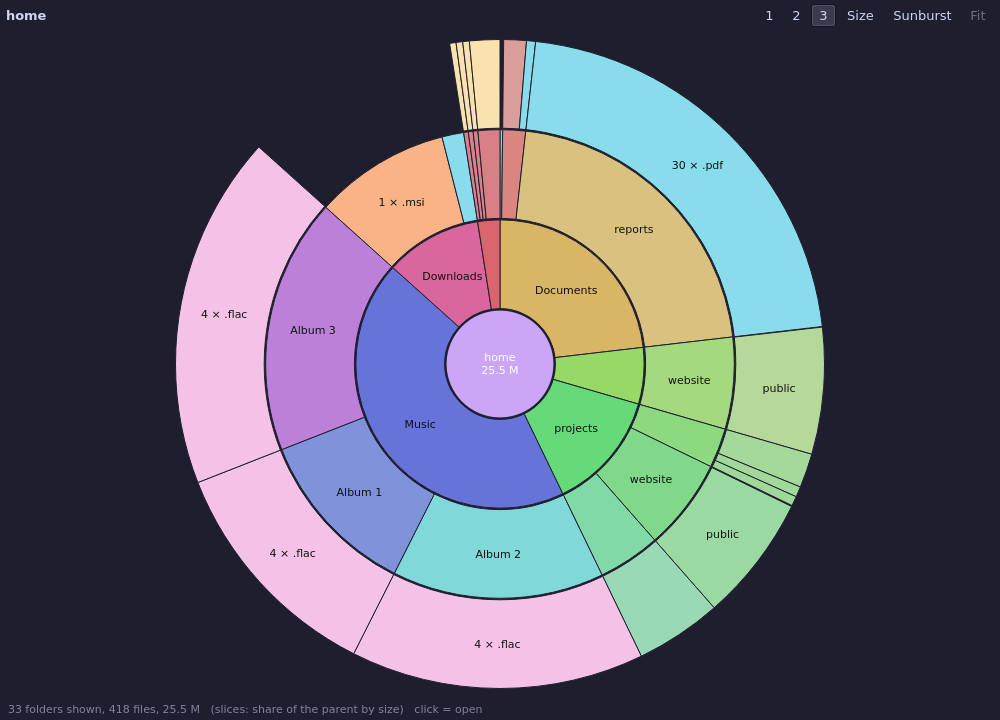 home
1 2 3 Size Sunburst Fit
30 × .pdf
1 × .msi
reports
Downloads
Documents
4 × .flac
Album 3
home
25.5 M
website
public
Music
projects
website
Album 1
public
4 × .flac
Album 2
4 × .flac
33 folders shown, 418 files, 25.5 M (slices: share of the parent by size) click = open